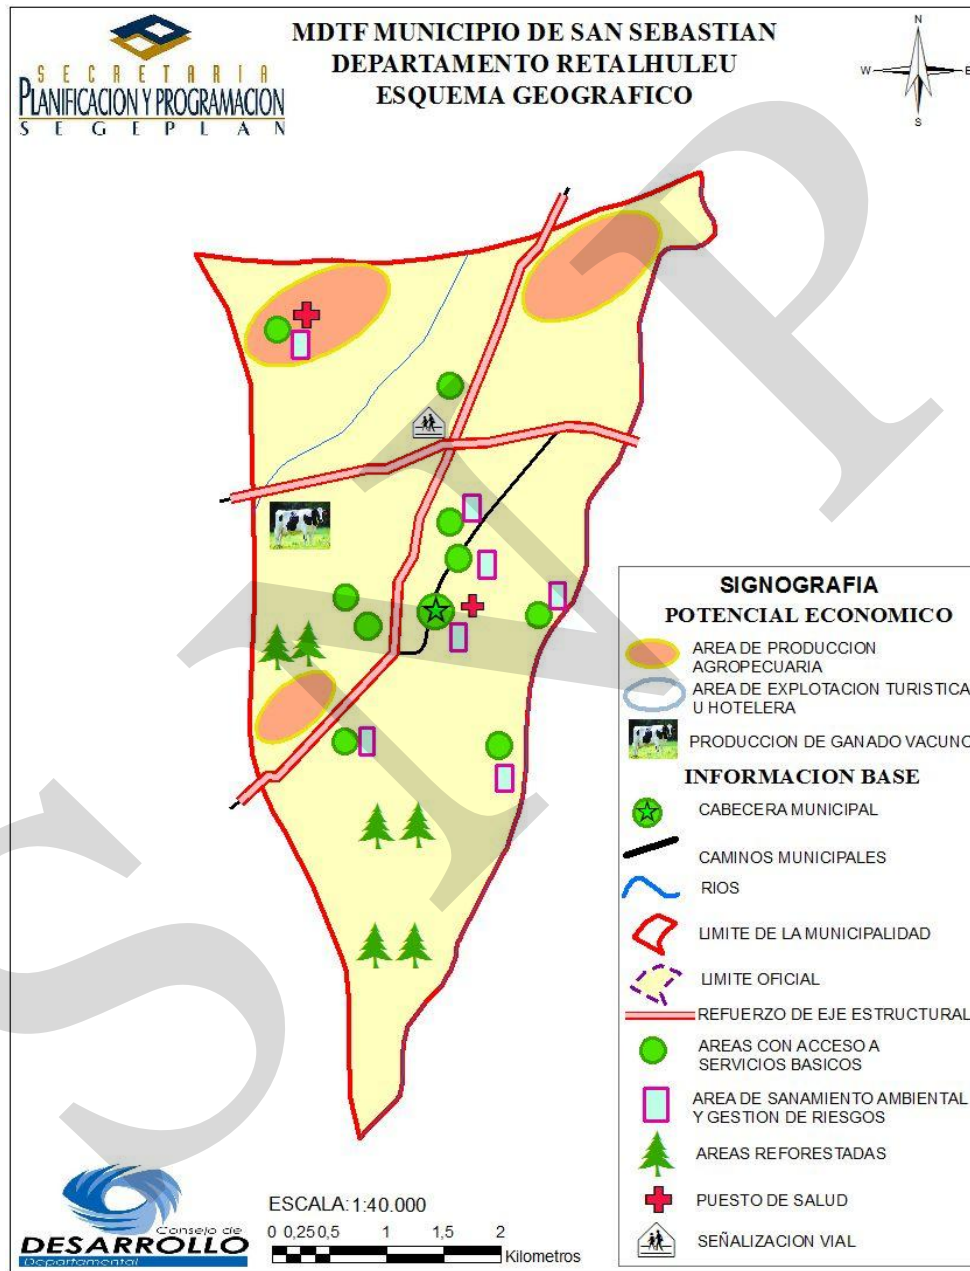 MDTF MUNICIPIO DE SAN SEBASTIAN
DEPARTAMENTO RETALHULEU
ESQUEMA GEOGRAFICO
SECRETARIA
PLANIFICACION Y PROGRAMACION
SEGEPLAN
N
W
E
S
SIGNOGRAFIA
POTENCIAL ECONOMICO
AREA DE PRODUCCION
AGROPECUARIA
AREA DE EXPLOTACION TURISTICA
U HOTELERA
PRODUCCION DE GANADO VACUNO
INFORMACION BASE
CABECERA MUNICIPAL
CAMINOS MUNICIPALES
RIOS
LIMITE DE LA MUNICIPALIDAD
LIMITE OFICIAL
REFUERZO DE EJE ESTRUCTURAL
AREAS CON ACCESO A
SERVICIOS BASICOS
AREA DE SANAMIENTO AMBIENTAL
Y GESTION DE RIESGOS
AREAS REFORESTADAS
PUESTO DE SALUD
SEÑALIZACION VIAL
Consejo de
DESARROLLO
Departamental
ESCALA: 1:40.000
0 0,25 0,5 1 1,5 2
Kilometros
SYP